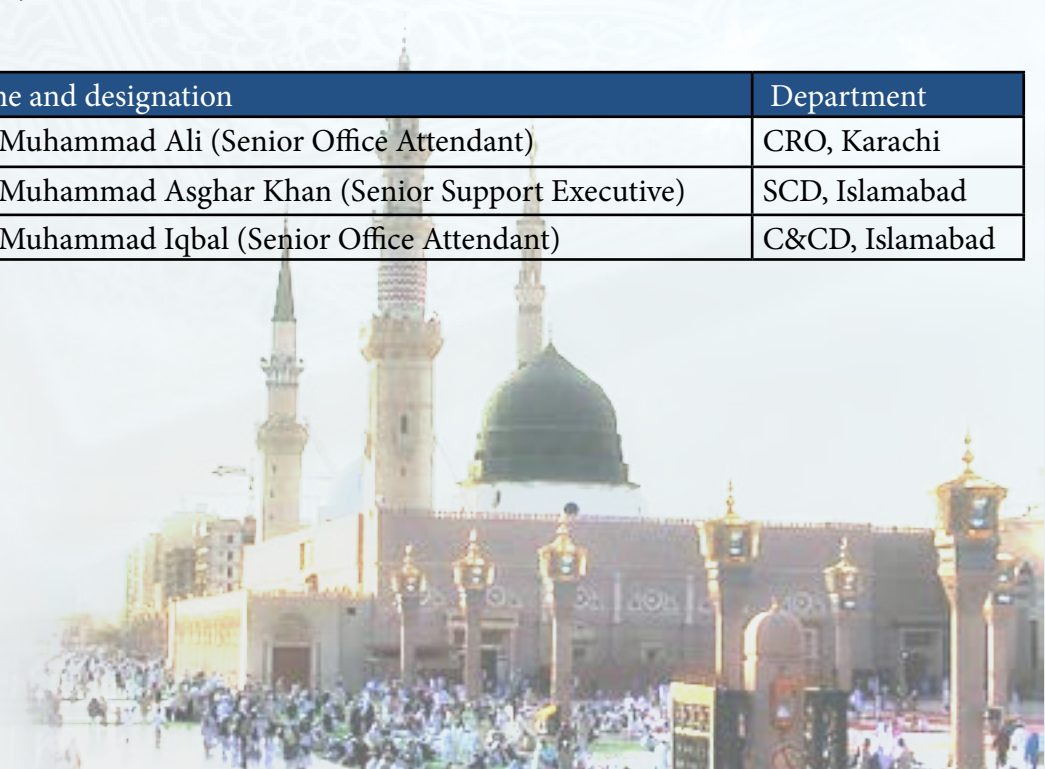 ne and designation Department
Muhammad Ali (Senior Office Attendant) CRO, Karachi
Muhammad Asghar Khan (Senior Support Executive) SCD, Islamabad
Muhammad Iqbal (Senior Office Attendant) C&CD, Islamabad